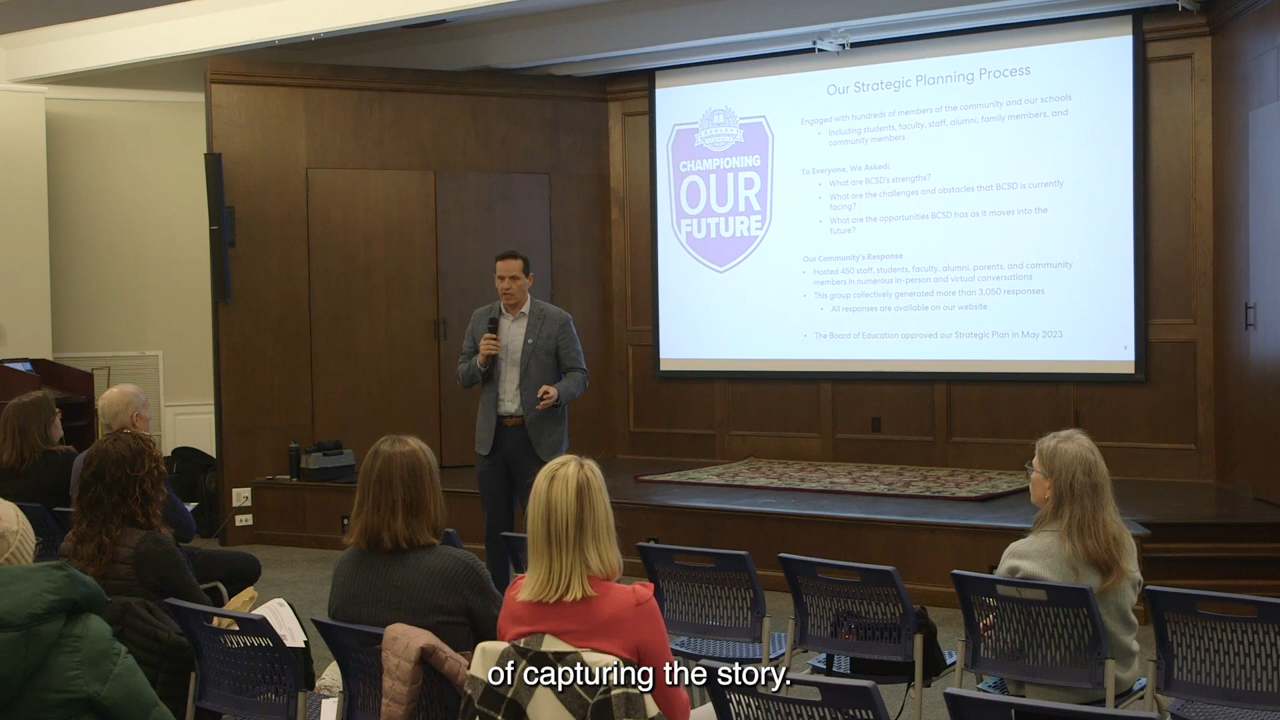 Our Strategic Planning Process
Engaged with hundreds of members of the community and our schools
• Including students, faculty, staff, alumni, family members, and
community members
To Everyone, We Asked:
• What are BCSD's strengths?
• What are the challenges and obstacles that BCSD is currently
facing?
• What are the opportunities BCSD has as it moves into the
future?
Our Community's Response
• Hosted 450 staff, students, faculty, alumni, parents, and community
members in numerous in-person and virtual conversations
• This group collectively generated more than 3,050 responses
• All responses are available on our website
• The Board of Education approved our Strategic Plan in May 2023
CHAMPIONING
OUR
FUTURE
of capturing the story.